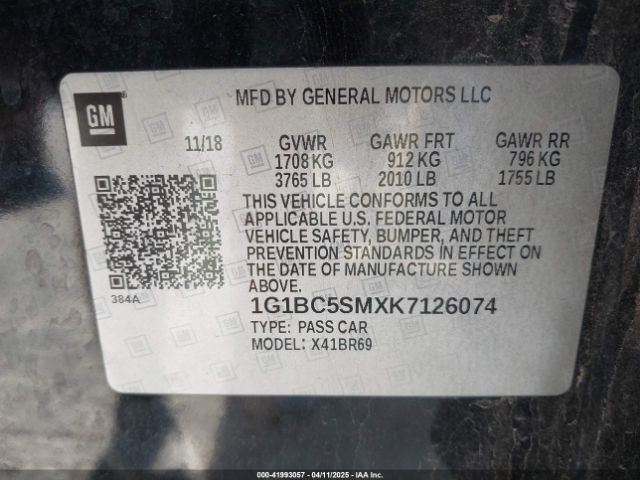 GM
MFD BY GENERAL MOTORS LLC
11/18 GVWR GAWR FRT GAWR RR
1708 KG 912 KG 796 KG
3765 LB 2010 LB 1755 LB
THIS VEHICLE CONFORMS TO ALL
APPLICABLE U.S. FEDERAL MOTOR
VEHICLE SAFETY, BUMPER, AND THEFT
PREVENTION STANDARDS IN EFFECT ON
THE DATE OF MANUFACTURE SHOWN
ABOVE.
384A
1G1BC5SMXK7126074
TYPE: PASS CAR
MODEL: X41BR69
000-41993057 - 04/11/2025 - IAA Inc.